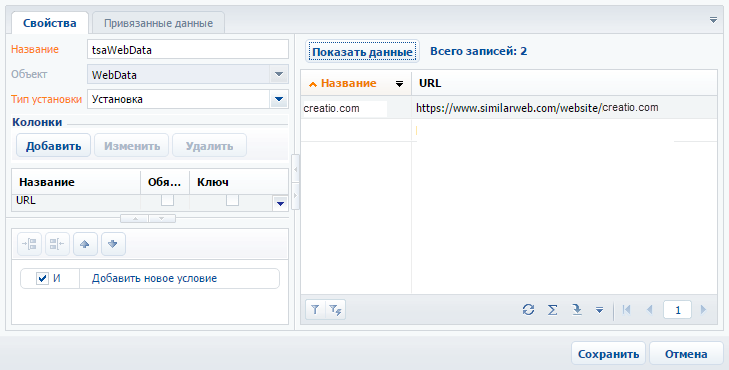 Свойства
Привязанные данные
Название
tsaWebData
Объект
WebData
Тип установки
Установка
Колонки
Добавить
Изменить
Удалить
Название
Обя...
Ключ
URL
И
Добавить новое условие
Показать данные
Всего записей: 2
Название
URL
creatio.com
https://www.similarweb.com/website/creatio.com
1
Сохранить
Отмена